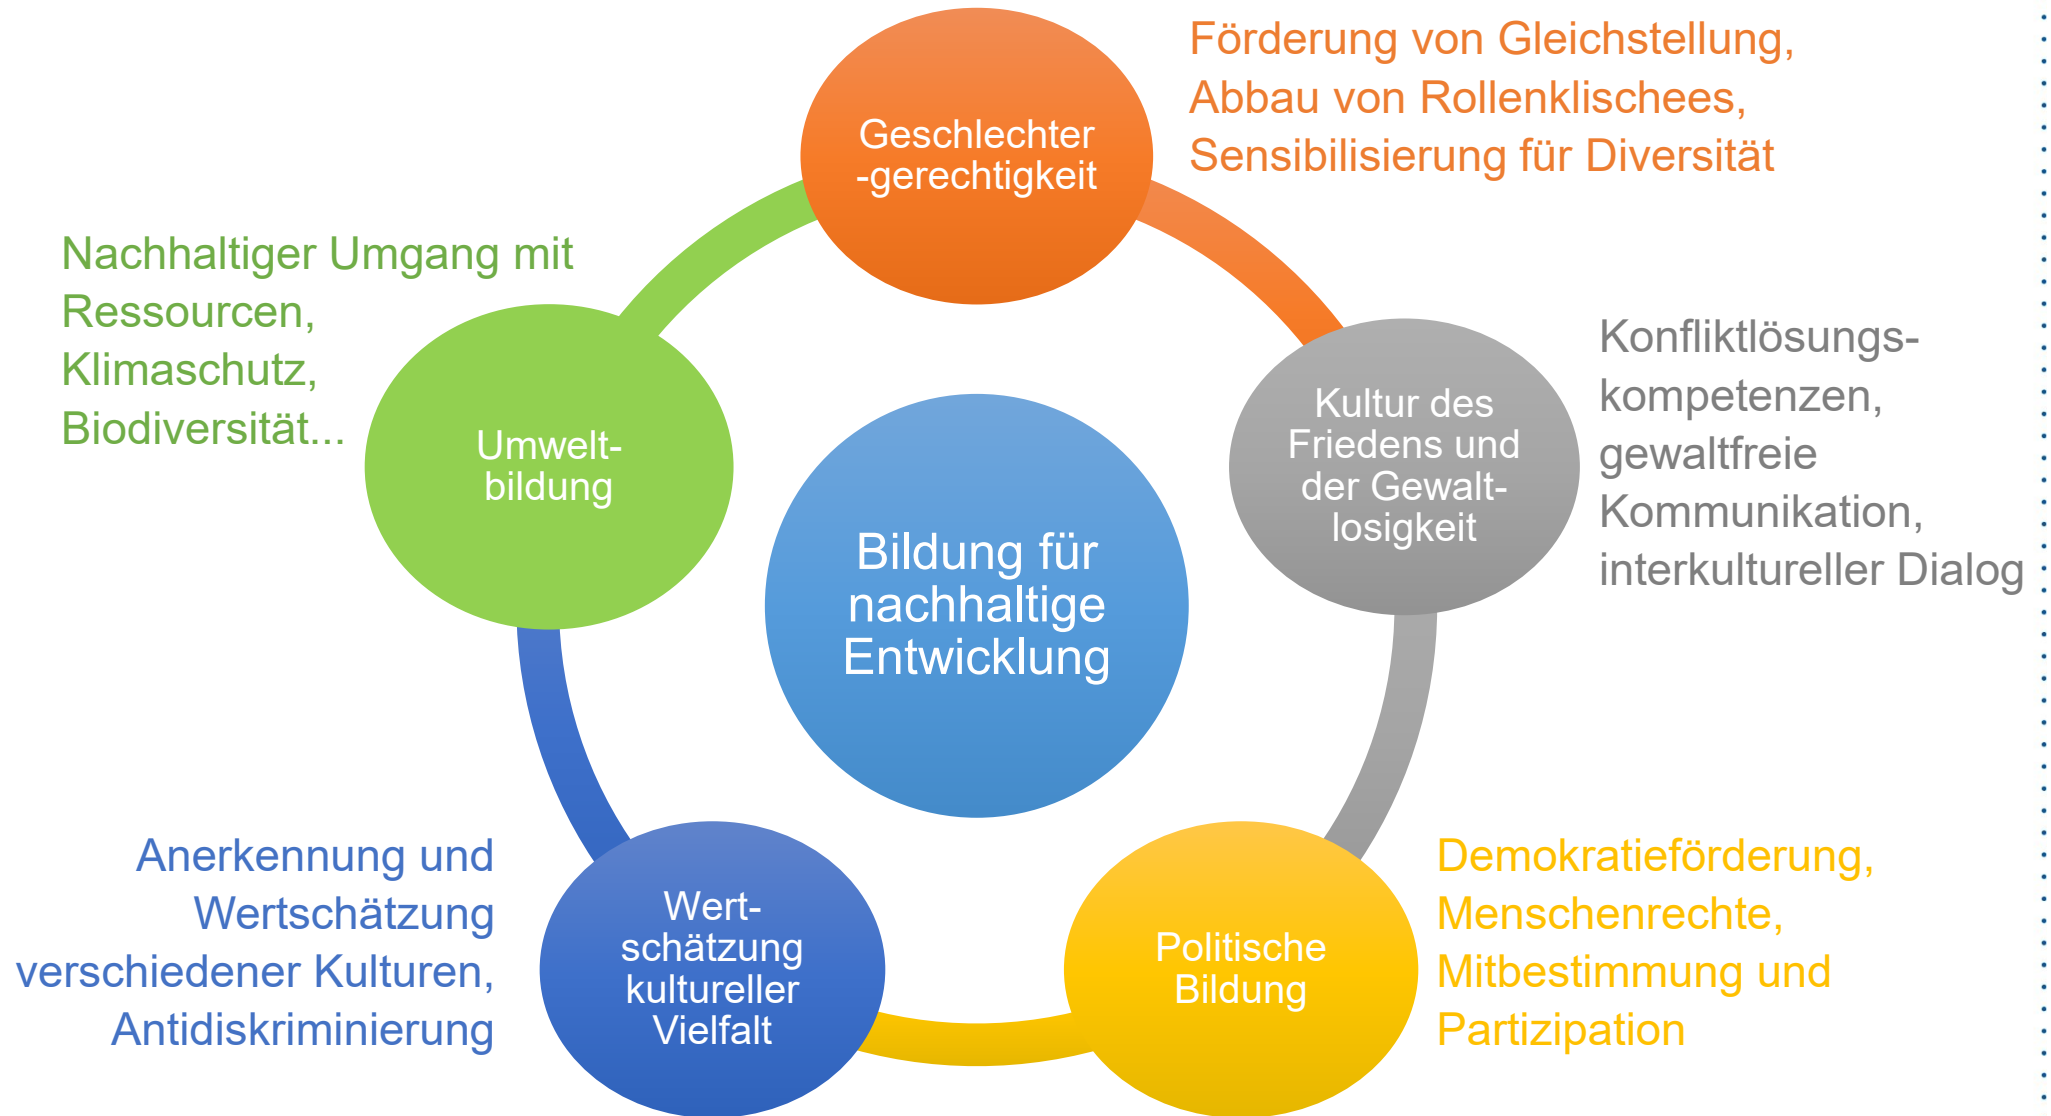 Förderung von Gleichstellung,
Abbau von Rollenklischees,
Sensibilisierung für Diversität
Geschlechter
-gerechtigkeit
Nachhaltiger Umgang mit
Ressourcen,
Klimaschutz,
Biodiversität...
Umwelt-
bildung
Kultur des
Friedens und
der Gewalt-
losigkeit
Konfliktlösungs-
kompetenzen,
gewaltfreie
Kommunikation,
interkultureller Dialog
Bildung für
nachhaltige
Entwicklung
Anerkennung und
Wertschätzung
verschiedener Kulturen,
Antidiskriminierung
Wert-
schätzung
kultureller
Vielfalt
Politische
Bildung
Demokratieförderung,
Menschenrechte,
Mitbestimmung und
Partizipation